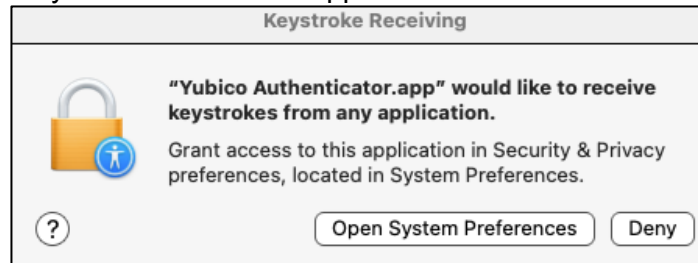 Keystroke Receiving
“Yubico Authenticator.app” would like to receive
keystrokes from any application.
Grant access to this application in Security & Privacy
preferences, located in System Preferences.
?
Open System Preferences
Deny